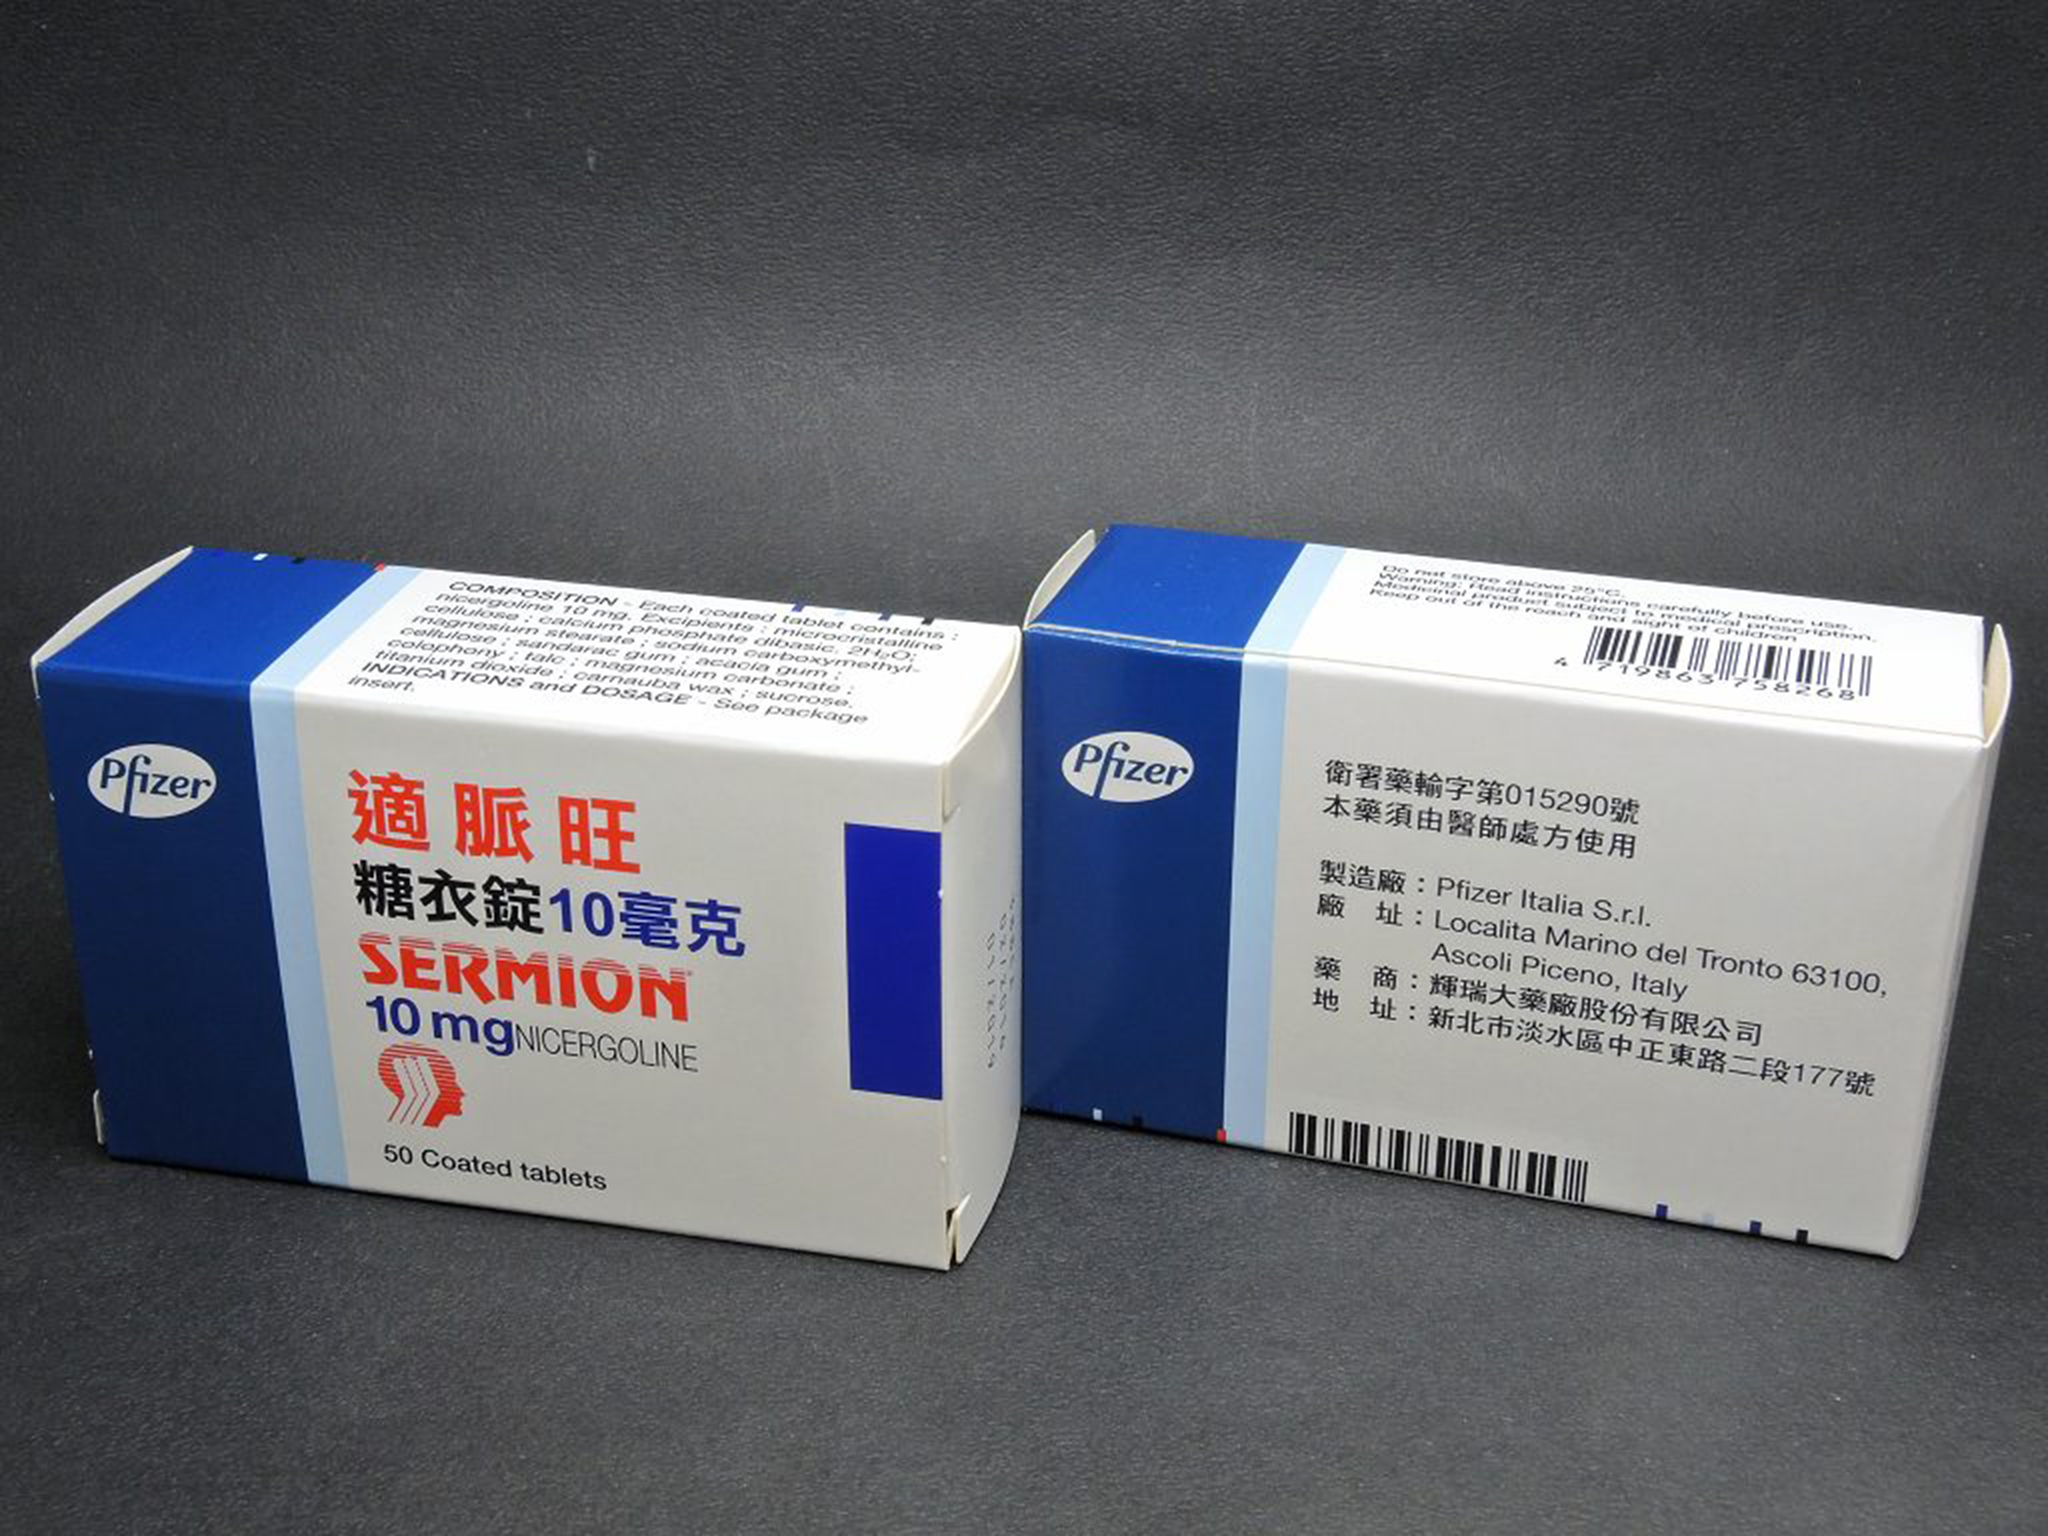 COMPOSITION - Each coated tablet contains :
nicergoline 10 mg. Excipients : microcristalline
cellulose ; calcium phosphate dibasic. 2H₂O;
magnesium stearate ; sodium carboxymethyl-
cellulose ; sandarac gum ; acacia gum ;
colophony ; talc ; magnesium carbonate ;
titanium dioxide ; carnauba wax ; sucrose.
INDICATIONS and DOSAGE - See package
insert.
Pfizer
適脈旺
糖衣錠10毫克
SERMION
10 mg NICERGOLINE
50 Coated tablets
Do not store above 25°C.
Warning: Read instructions carefully before use.
Medicinal product subject to medical prescription.
Keep out of the reach and sight of children
4 719863 758268
Pfizer
衛署藥輸字第015290號
本藥須由醫師處方使用
製造廠：Pfizer Italia S.r.l.
廠　址：Localita Marino del Tronto 63100,
Ascoli Piceno, Italy
藥　商：輝瑞大藥廠股份有限公司
地　址：新北市淡水區中正東路二段177號